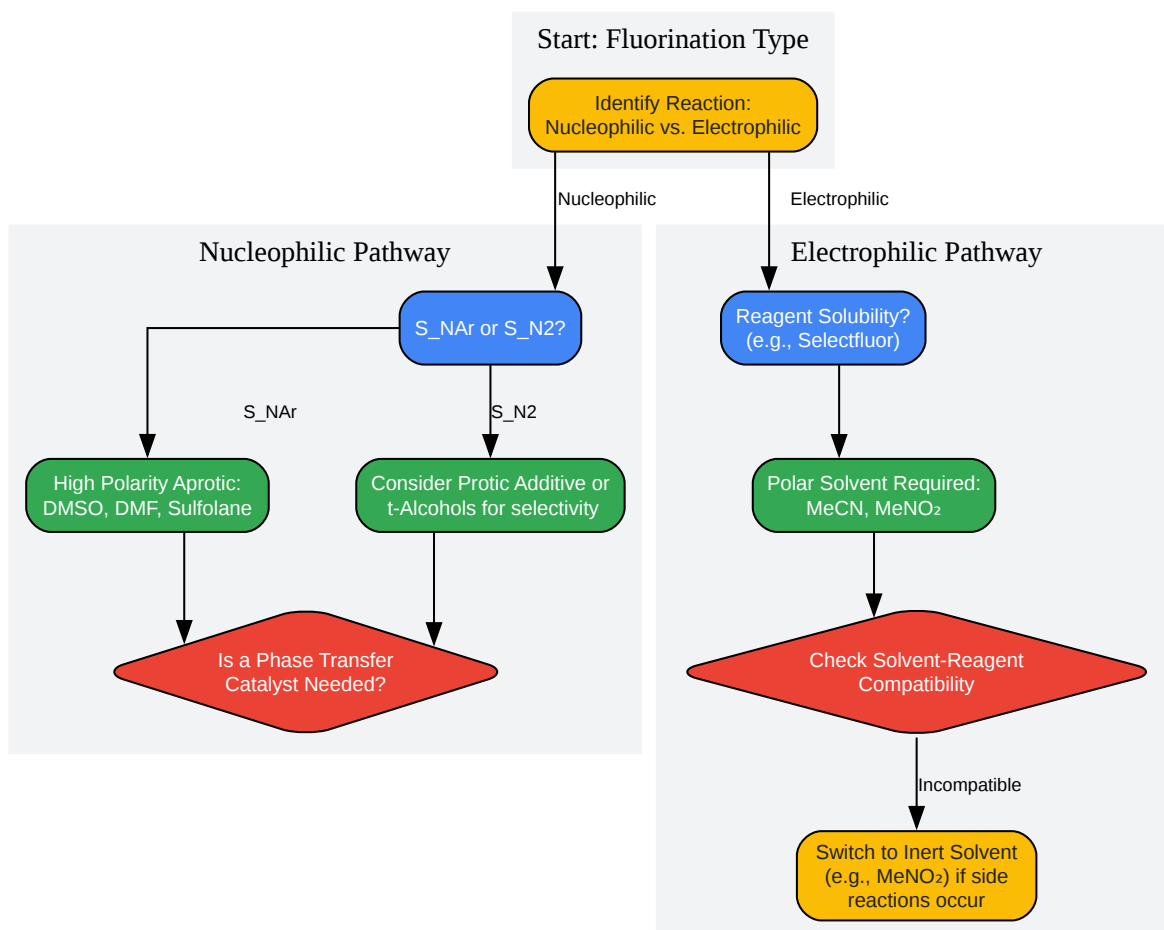 Start: Fluorination Type
Identify Reaction:
Nucleophilic vs. Electrophilic
Nucleophilic
Electrophilic
Nucleophilic Pathway
Electrophilic Pathway
S_NAr or S_N2?
Reagent Solubility?
(e.g., Selectfluor)
S_NAr
S_N2
High Polarity Aprotic:
DMSO, DMF, Sulfolane
Consider Protic Additive or
t-Alcohols for selectivity
Polar Solvent Required:
MeCN, MeNO₂
Is a Phase Transfer
Catalyst Needed?
Check Solvent-Reagent
Compatibility
Incompatible
Switch to Inert Solvent
(e.g., MeNO₂) if side
reactions occur